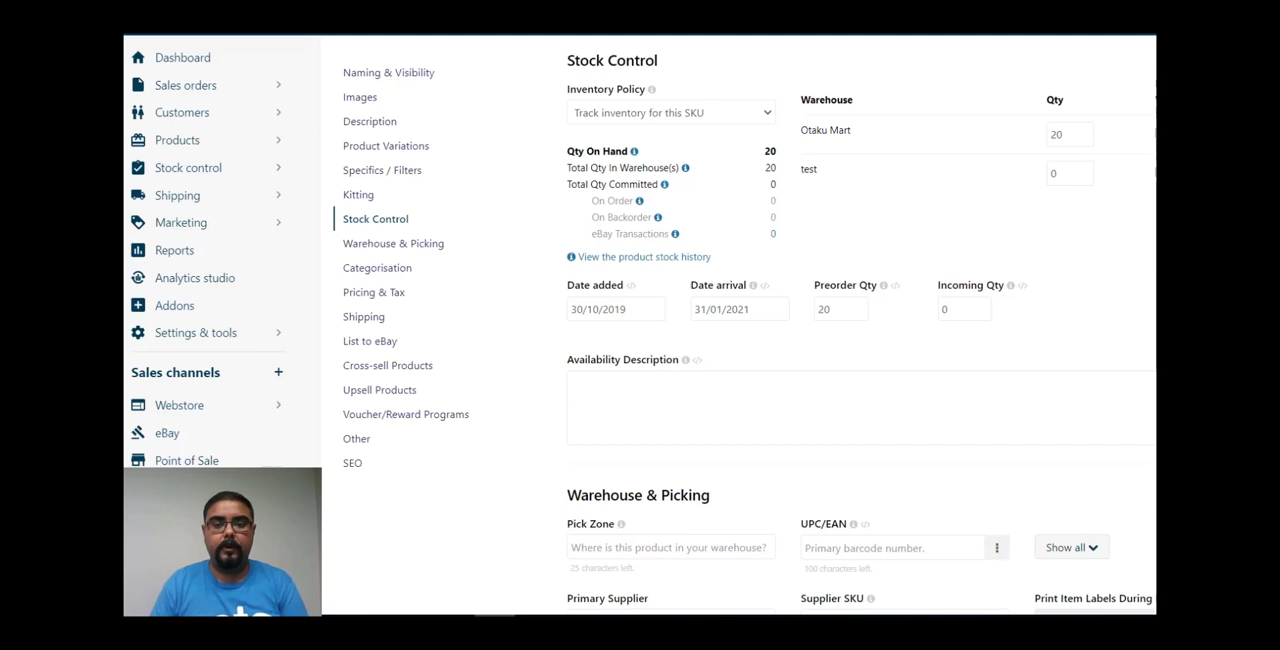 Dashboard
Sales orders
Customers
Products
Stock control
Shipping
Marketing
Reports
Analytics studio
Addons
Settings & tools
Sales channels +
Webstore
eBay
Point of Sale
Naming & Visibility
Images
Description
Product Variations
Specifics / Filters
Kitting
Stock Control
Warehouse & Picking
Categorisation
Pricing & Tax
Shipping
List to eBay
Cross-sell Products
Upsell Products
Voucher/Reward Programs
Other
SEO
Stock Control
Inventory Policy
Track inventory for this SKU
Qty On Hand 20
Total Qty In Warehouse(s) 20
Total Qty Committed 0
On Order 0
On Backorder 0
eBay Transactions 0
View the product stock history
Warehouse Qty
Otaku Mart 20
test 0
Date added Date arrival Preorder Qty Incoming Qty
30/10/2019 31/01/2021 20 0
Availability Description
Warehouse & Picking
Pick Zone UPC/EAN
Where is this product in your warehouse? Primary barcode number. Show all
25 characters left. 100 characters left.
Primary Supplier Supplier SKU Print Item Labels During